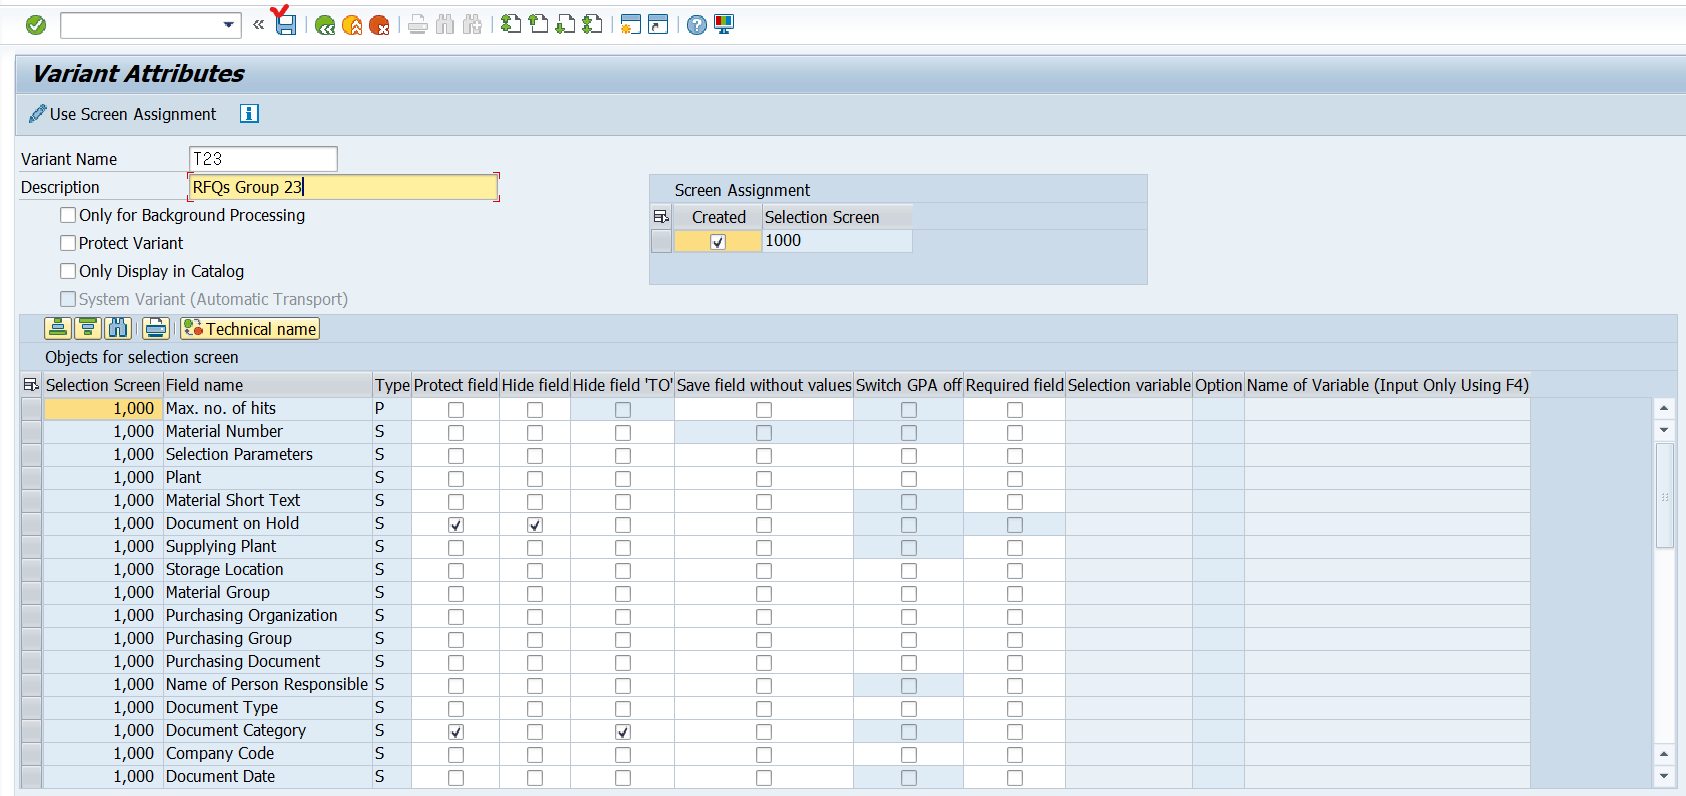 Variant Attributes
Use Screen Assignment
Variant Name T23
Description RFQs Group 23
Only for Background Processing
Protect Variant
Only Display in Catalog
System Variant (Automatic Transport)
Screen Assignment
Created Selection Screen
1000
Technical name
Objects for selection screen
Selection Screen Field name Type Protect field Hide field Hide field 'TO' Save field without values Switch GPA off Required field Selection variable Option Name of Variable (Input Only Using F4)
1,000 Max. no. of hits P
1,000 Material Number S
1,000 Selection Parameters S
1,000 Plant S
1,000 Material Short Text S
1,000 Document on Hold S
1,000 Supplying Plant S
1,000 Storage Location S
1,000 Material Group S
1,000 Purchasing Organization S
1,000 Purchasing Group S
1,000 Purchasing Document S
1,000 Name of Person Responsible S
1,000 Document Type S
1,000 Document Category S
1,000 Company Code S
1,000 Document Date S